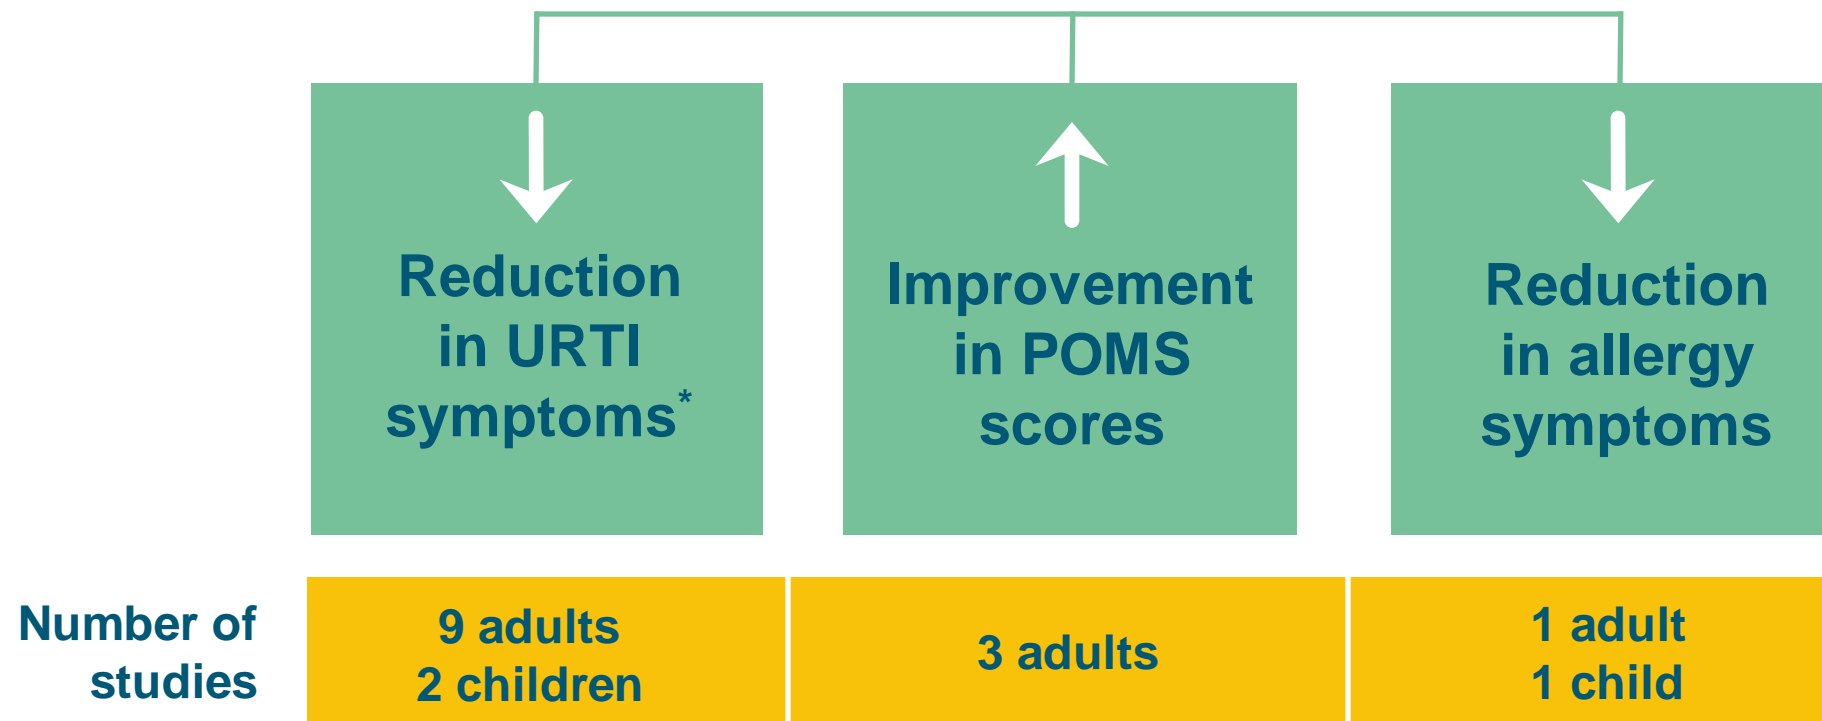 Reduction
in URTI
symptoms*
Improvement
in POMS
scores
Reduction
in allergy
symptoms
Number of
studies
9 adults
2 children
3 adults
1 adult
1 child